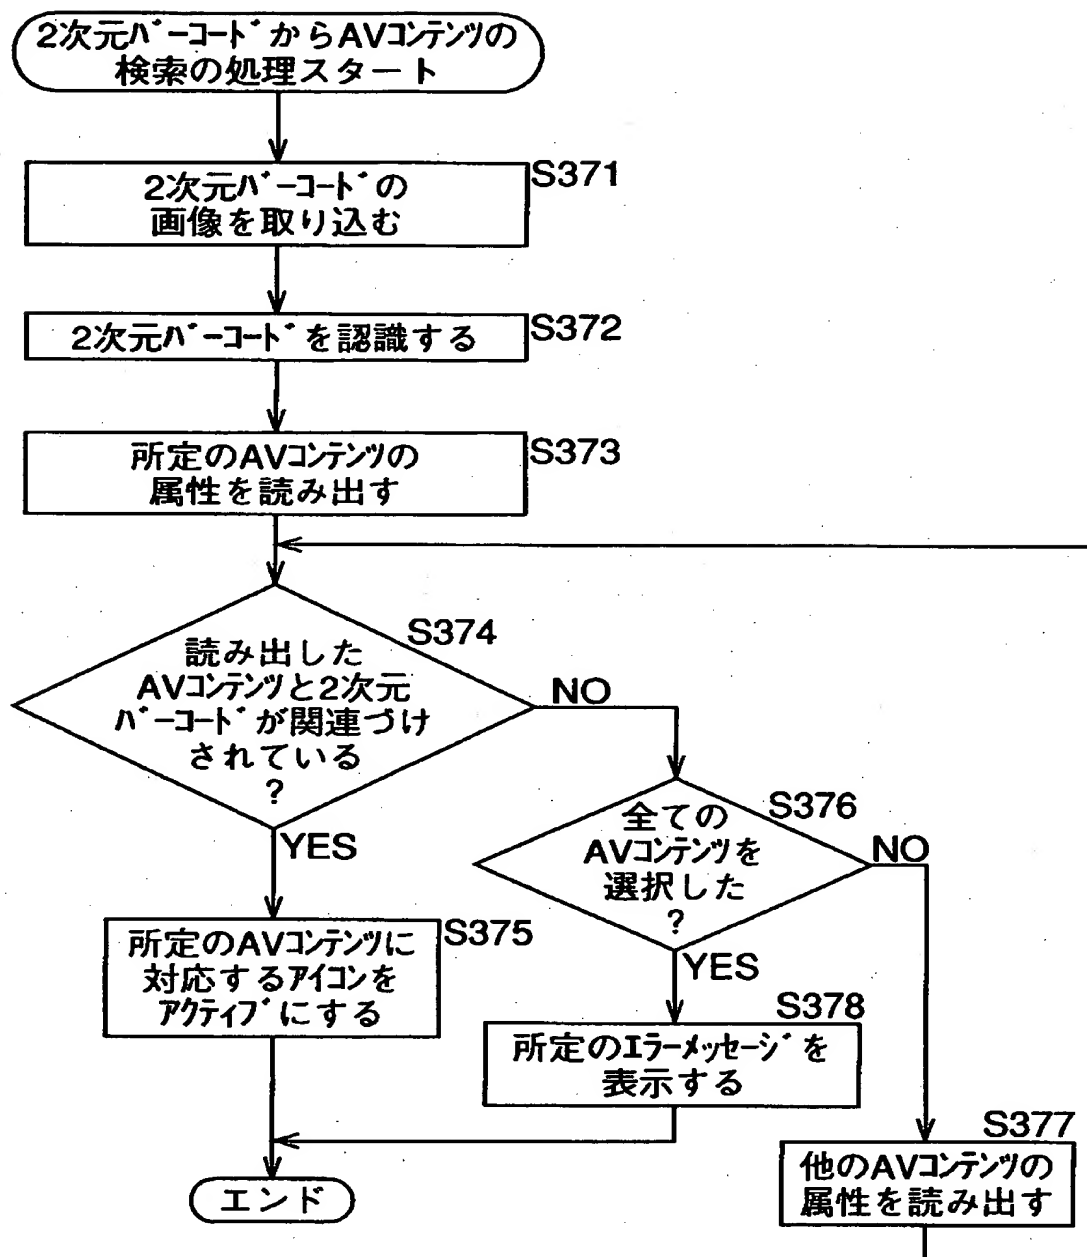 2次元バーコードからAVコンテンツの
検索の処理スタート
S371
2次元バーコードの
画像を取り込む
S372
2次元バーコードを認識する
S373
所定のAVコンテンツの
属性を読み出す
S374
読み出した
AVコンテンツと2次元
バーコードが関連づけ
されている
?
NO
YES
S376
全ての
AVコンテンツを
選択した
?
NO
YES
S375
所定のAVコンテンツに
対応するアイコンを
アクティブにする
S378
所定のエラーメッセージを
表示する
S377
他のAVコンテンツの
属性を読み出す
エンド